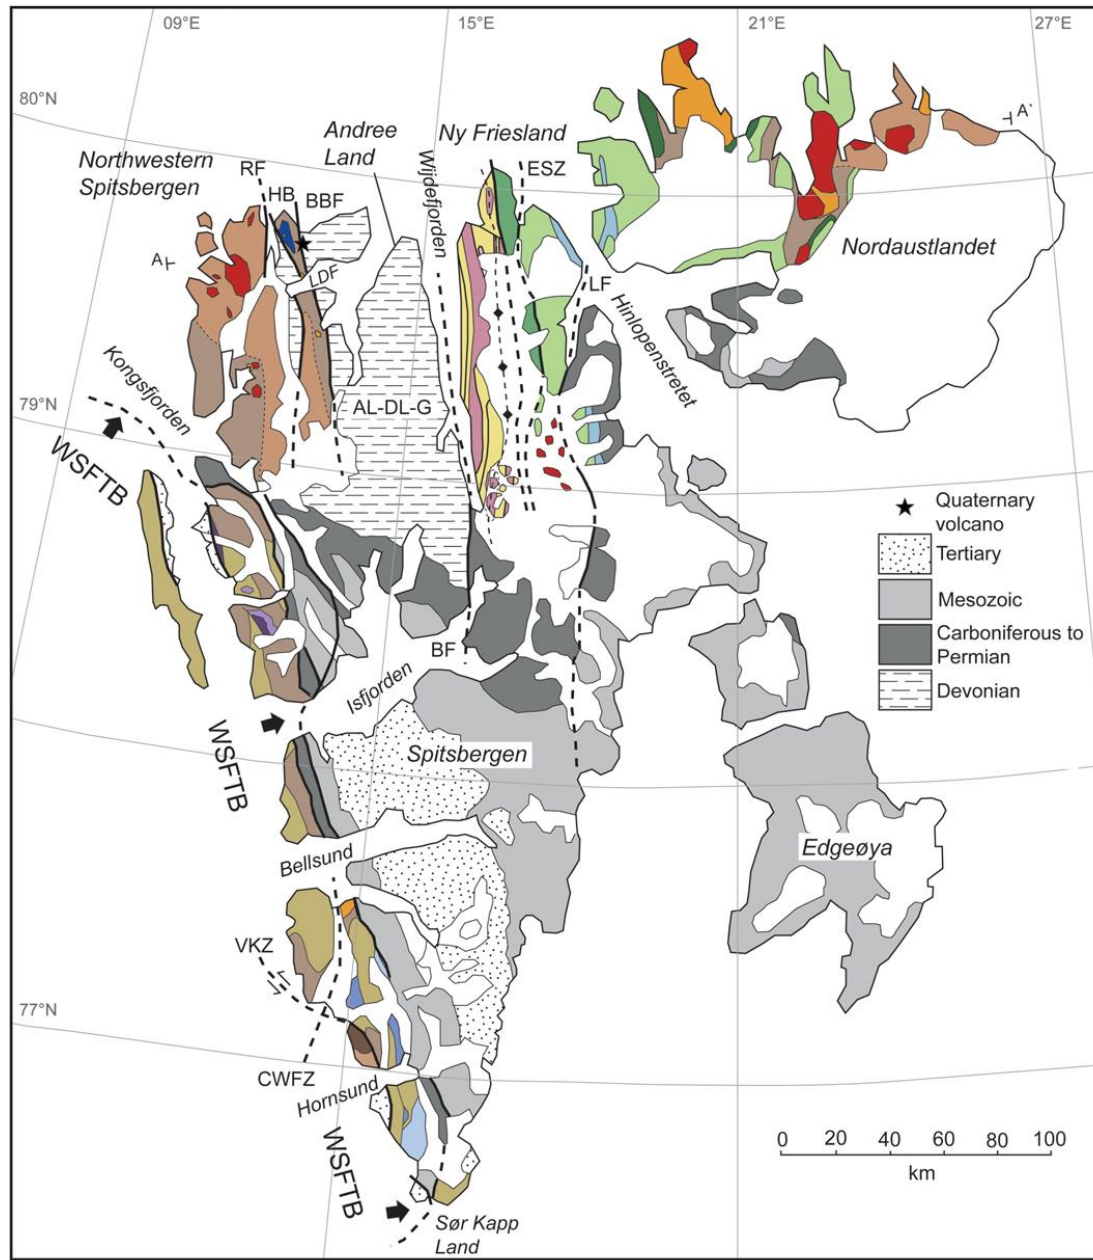 09°E
15°E
21°E
27°E
80°N
Andree
Land
Ny Friesland
A`
Northwestern
Spitsbergen
RF
HB
BBF
Wijdefjorden
ESZ
Nordaustlandet
A
LDF
LF
Hinlopenstretet
Kongsfjorden
79°N
AL-DL-G
WSFTB
Quaternary
volcano
Tertiary
Mesozoic
Carboniferous to
Permian
Devonian
BF
Isfjorden
WSFTB
Spitsbergen
Edgeøya
Bellsund
VKZ
77°N
CWFZ
Hornsund
WSFTB
0 20 40 60 80 100
km
Sør Kapp
Land